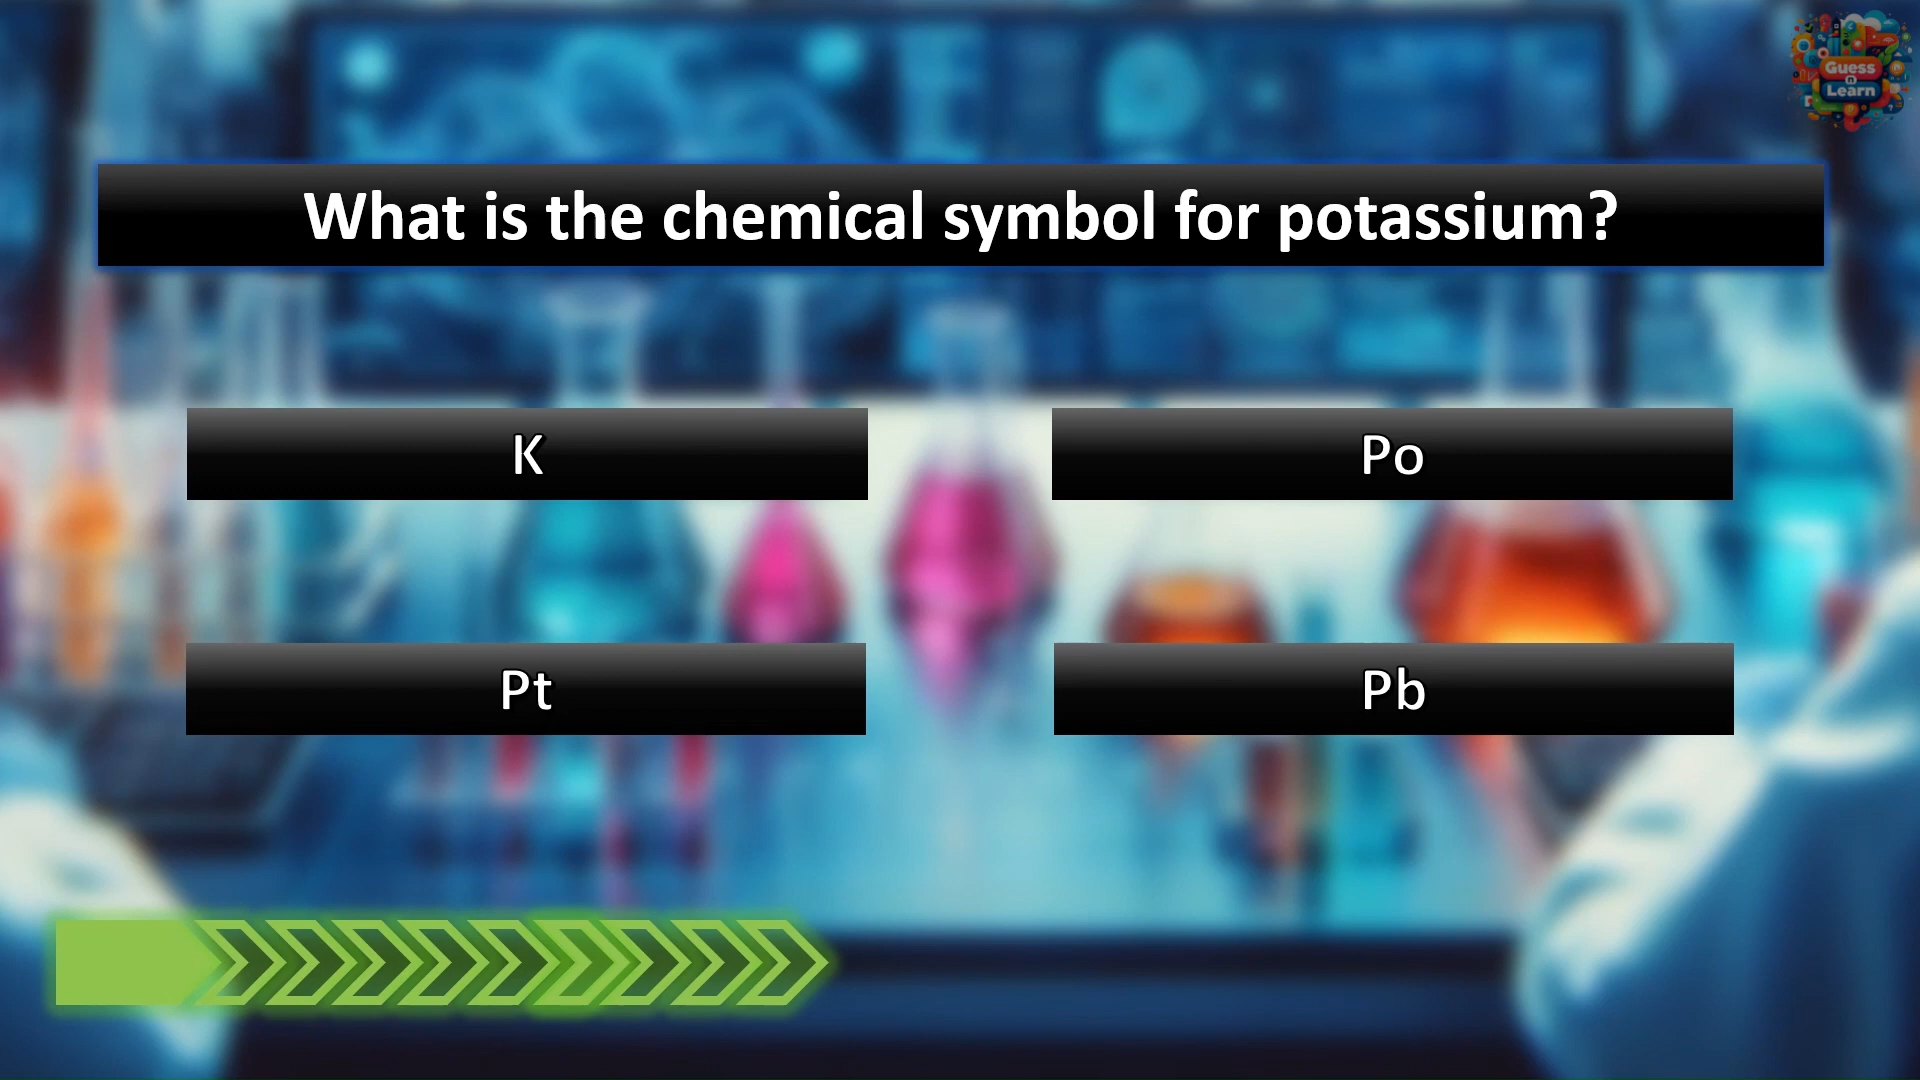 Guess
n
Learn
What is the chemical symbol for potassium?
K
Po
Pt
Pb